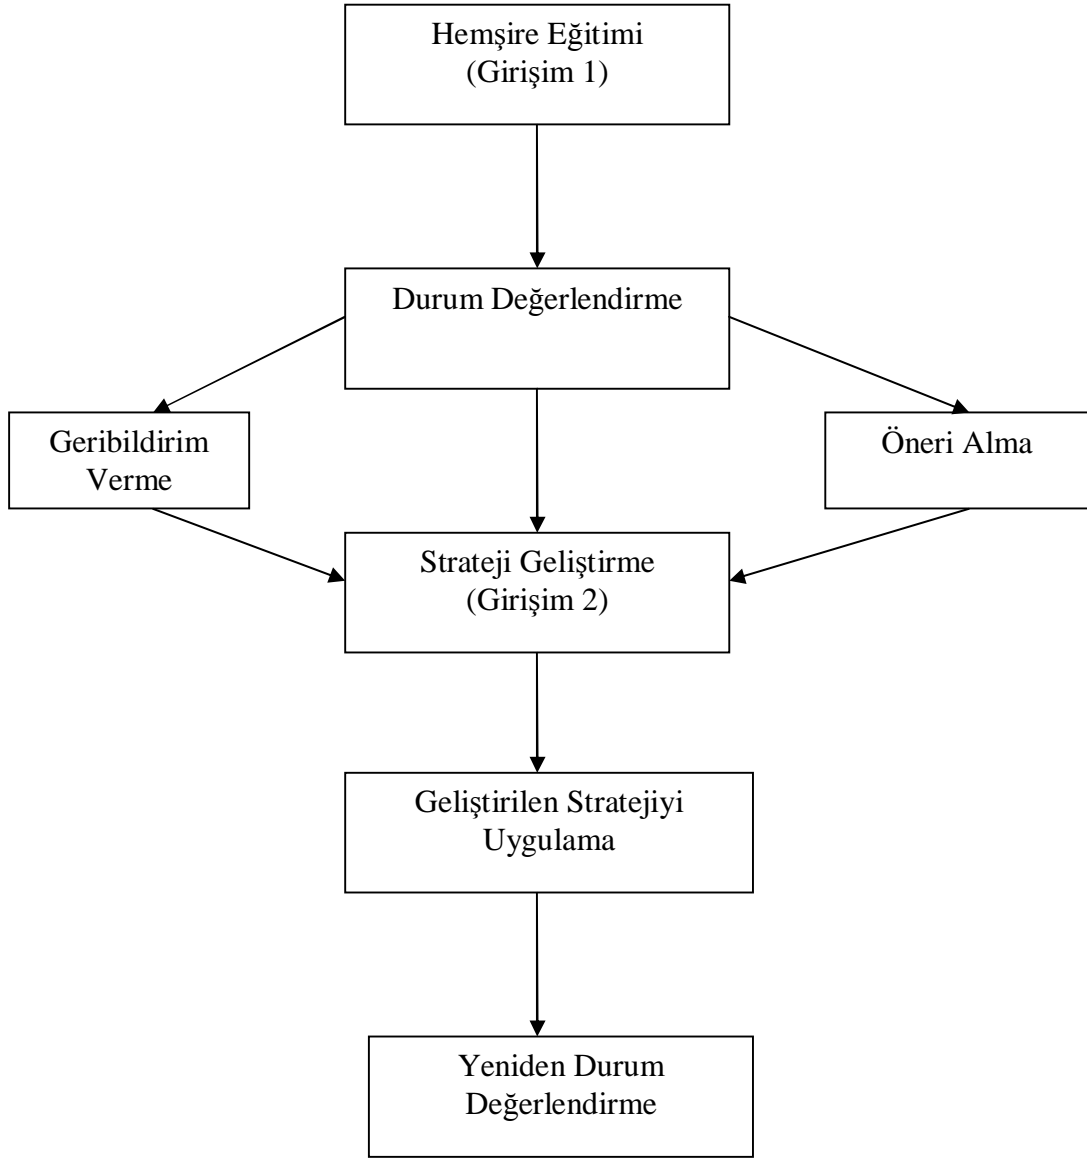 Hemşire Eğitimi
(Girişim 1)
Durum Değerlendirme
Geribildirim
Verme
Öneri Alma
Strateji Geliştirme
(Girişim 2)
Geliştirilen Stratejiyi
Uygulama
Yeniden Durum
Değerlendirme